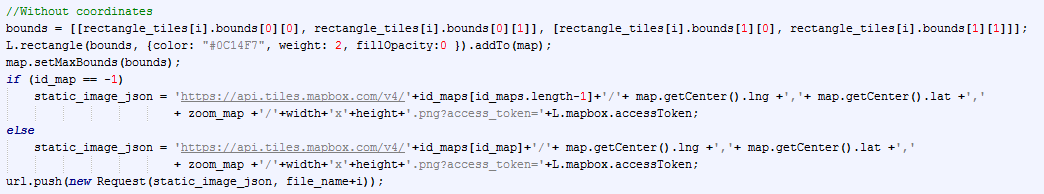 //Without coordinates
bounds = [[rectangle_tiles[i].bounds[0][0], rectangle_tiles[i].bounds[0][1]], [rectangle_tiles[i].bounds[1][0], rectangle_tiles[i].bounds[1][1]]];
L.rectangle(bounds, {color: "#0C14F7", weight: 2, fillOpacity:0 }).addTo(map);
map.setMaxBounds(bounds);
if (id_map == -1)
    static_image_json = 'https://api.tiles.mapbox.com/v4/'+id_maps[id_maps.length-1]+'/'+ map.getCenter().lng +','+ map.getCenter().lat +','
                        + zoom_map +'/'+width+'x'+height+'.png?access_token='+L.mapbox.accessToken;
else
    static_image_json = 'https://api.tiles.mapbox.com/v4/'+id_maps[id_map]+'/'+ map.getCenter().lng +','+ map.getCenter().lat +','
                        + zoom_map +'/'+width+'x'+height+'.png?access_token='+L.mapbox.accessToken;
url.push(new Request(static_image_json, file_name+i));